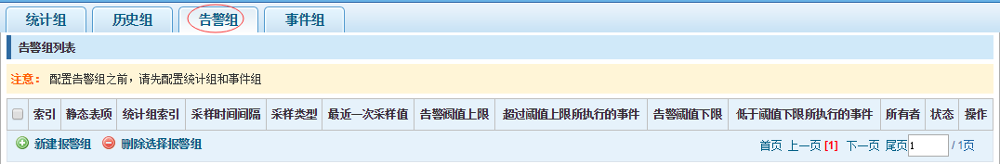 统计组 历史组 告警组 事件组
告警组列表
注意： 配置告警组之前，请先配置统计组和事件组
索引 静态表项 统计组索引 采样时间间隔 采样类型 最近一次采样值 告警阀值上限 超过阈值上限所执行的事件 告警阈值下限 低于阈值下限所执行的事件 所有者 状态 操作
新建报警组 删除选择报警组 首页 上一页 [1] 下一页 尾页 1 / 1页